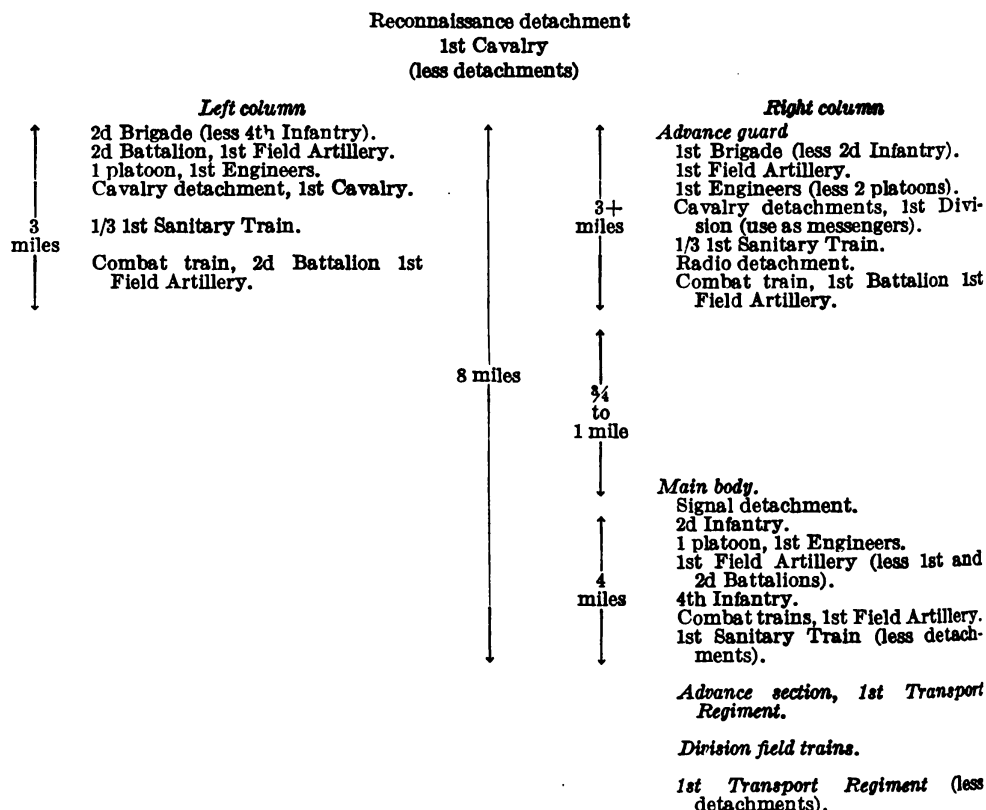 Reconnaissance detachment
1st Cavalry
(less detachments)
Left column
2d Brigade (less 4th Infantry).
2d Battalion, 1st Field Artillery.
1 platoon, 1st Engineers.
Cavalry detachment, 1st Cavalry.
1/3 1st Sanitary Train.
Combat train, 2d Battalion 1st
Field Artillery.
3
miles
8 miles
Right column
Advance guard
1st Brigade (less 2d Infantry).
1st Field Artillery.
1st Engineers (less 2 platoons).
Cavalry detachments, 1st Divi-
sion (use as messengers).
1/3 1st Sanitary Train.
Radio detachment.
Combat train, 1st Battalion 1st
Field Artillery.
3+
miles
¾
to
1 mile
Main body.
Signal detachment.
2d Infantry.
1 platoon, 1st Engineers.
1st Field Artillery (less 1st and
2d Battalions).
4th Infantry.
Combat trains, 1st Field Artillery.
1st Sanitary Train (less detach-
ments).
4
miles
Advance section, 1st Transport
Regiment.
Division field trains.
1st Transport Regiment (less
detachments).